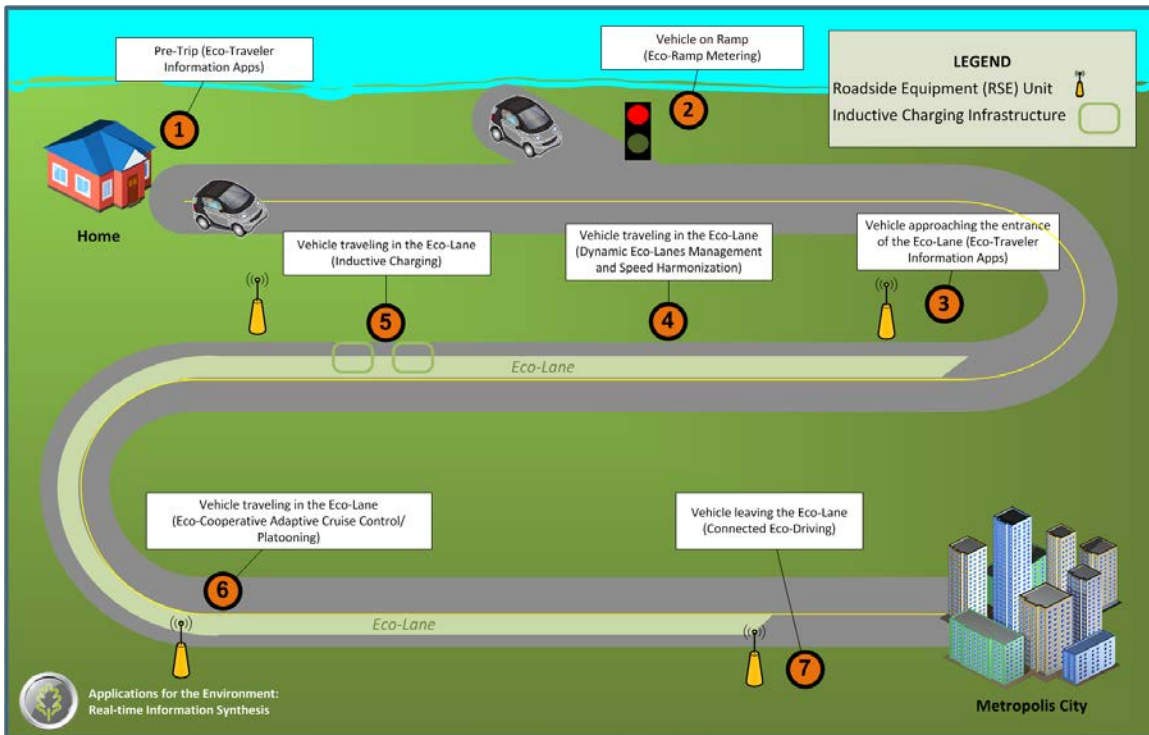 Pre-Trip (Eco-Traveler
Information Apps)
1
Home
Vehicle on Ramp
(Eco-Ramp Metering)
2
LEGEND
Roadside Equipment (RSE) Unit
Inductive Charging Infrastructure
Vehicle approaching the entrance
of the Eco-Lane (Eco-Traveler
Information Apps)
3
Vehicle traveling in the Eco-Lane
(Dynamic Eco-Lanes Management
and Speed Harmonization)
4
Vehicle traveling in the Eco-Lane
(Inductive Charging)
5
Eco-Lane
Vehicle traveling in the Eco-Lane
(Eco-Cooperative Adaptive Cruise Control/
Platooning)
6
Eco-Lane
Vehicle leaving the Eco-Lane
(Connected Eco-Driving)
7
Metropolis City
Applications for the Environment:
Real-time Information Synthesis